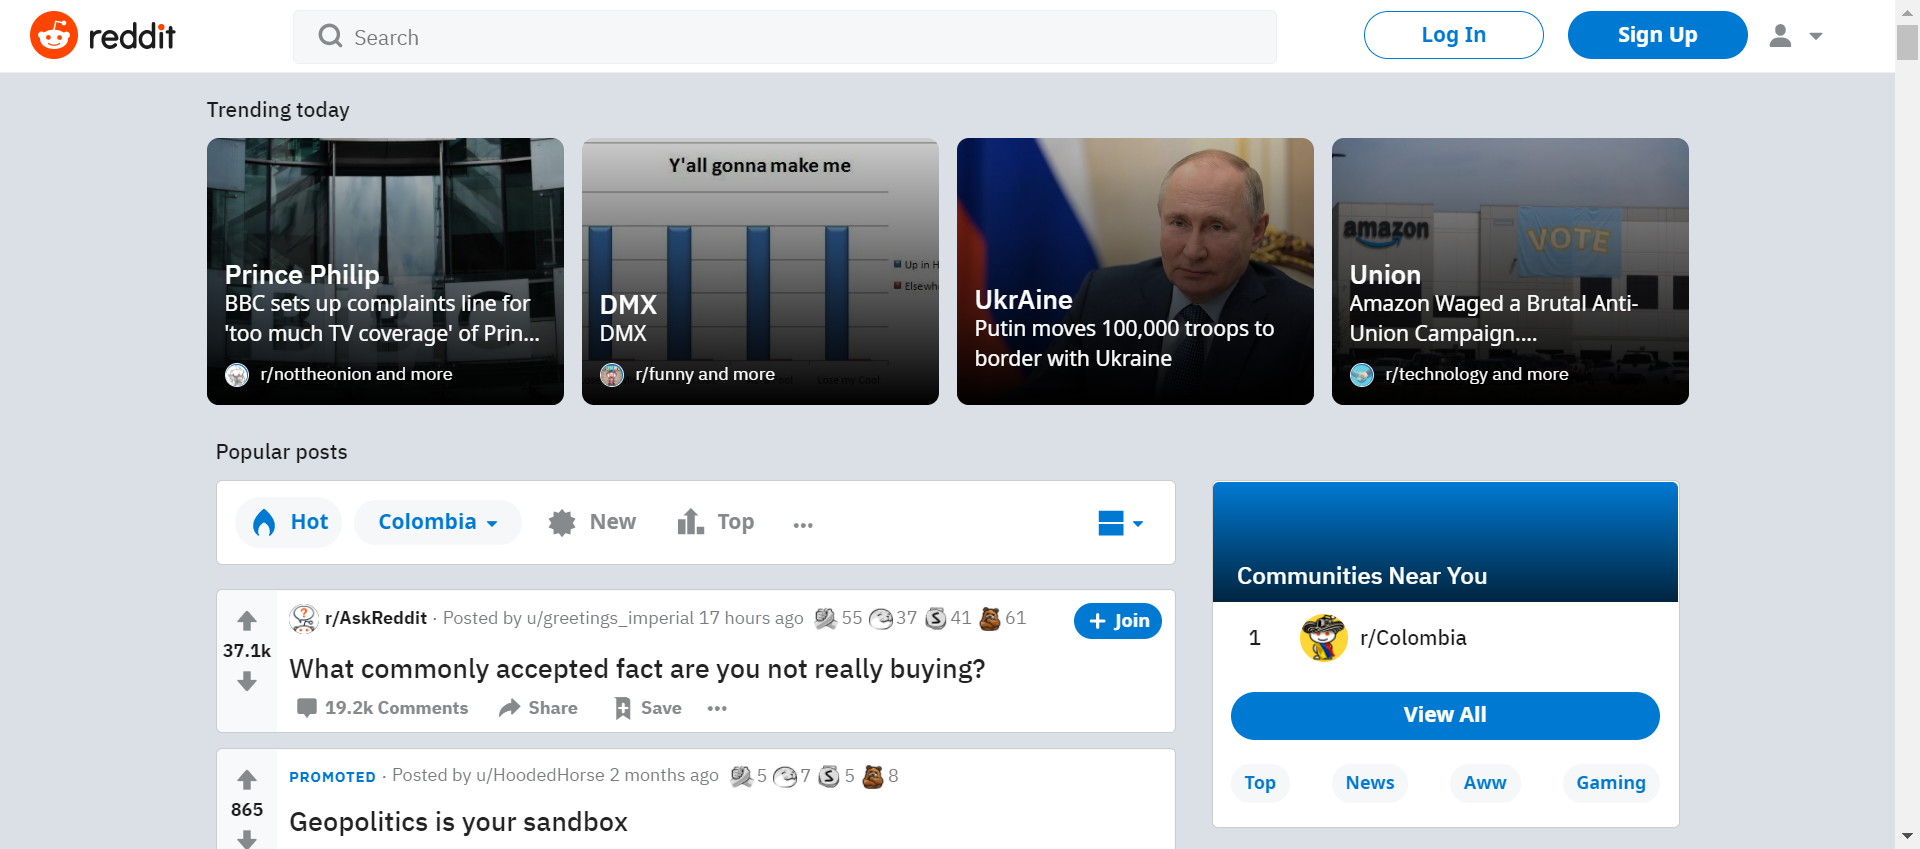 reddit
Search
Log In
Sign Up
Trending today
Prince Philip
BBC sets up complaints line for
'too much TV coverage' of Prin...
r/nottheonion and more
Y'all gonna make me
Up in H
Elsewh
Lose my Cool
DMX
DMX
r/funny and more
UkrAine
Putin moves 100,000 troops to
border with Ukraine
amazon
VOTE
Union
Amazon Waged a Brutal Anti-
Union Campaign....
r/technology and more
Popular posts
Hot
Colombia
New
Top
...
r/AskReddit · Posted by u/greetings_imperial 17 hours ago 55 37 S 41 61
+ Join
37.1k
What commonly accepted fact are you not really buying?
19.2k Comments
Share
Save
...
PROMOTED · Posted by u/HoodedHorse 2 months ago 5 7 S 5 8
865
Geopolitics is your sandbox
Communities Near You
1
r/Colombia
View All
Top
News
Aww
Gaming